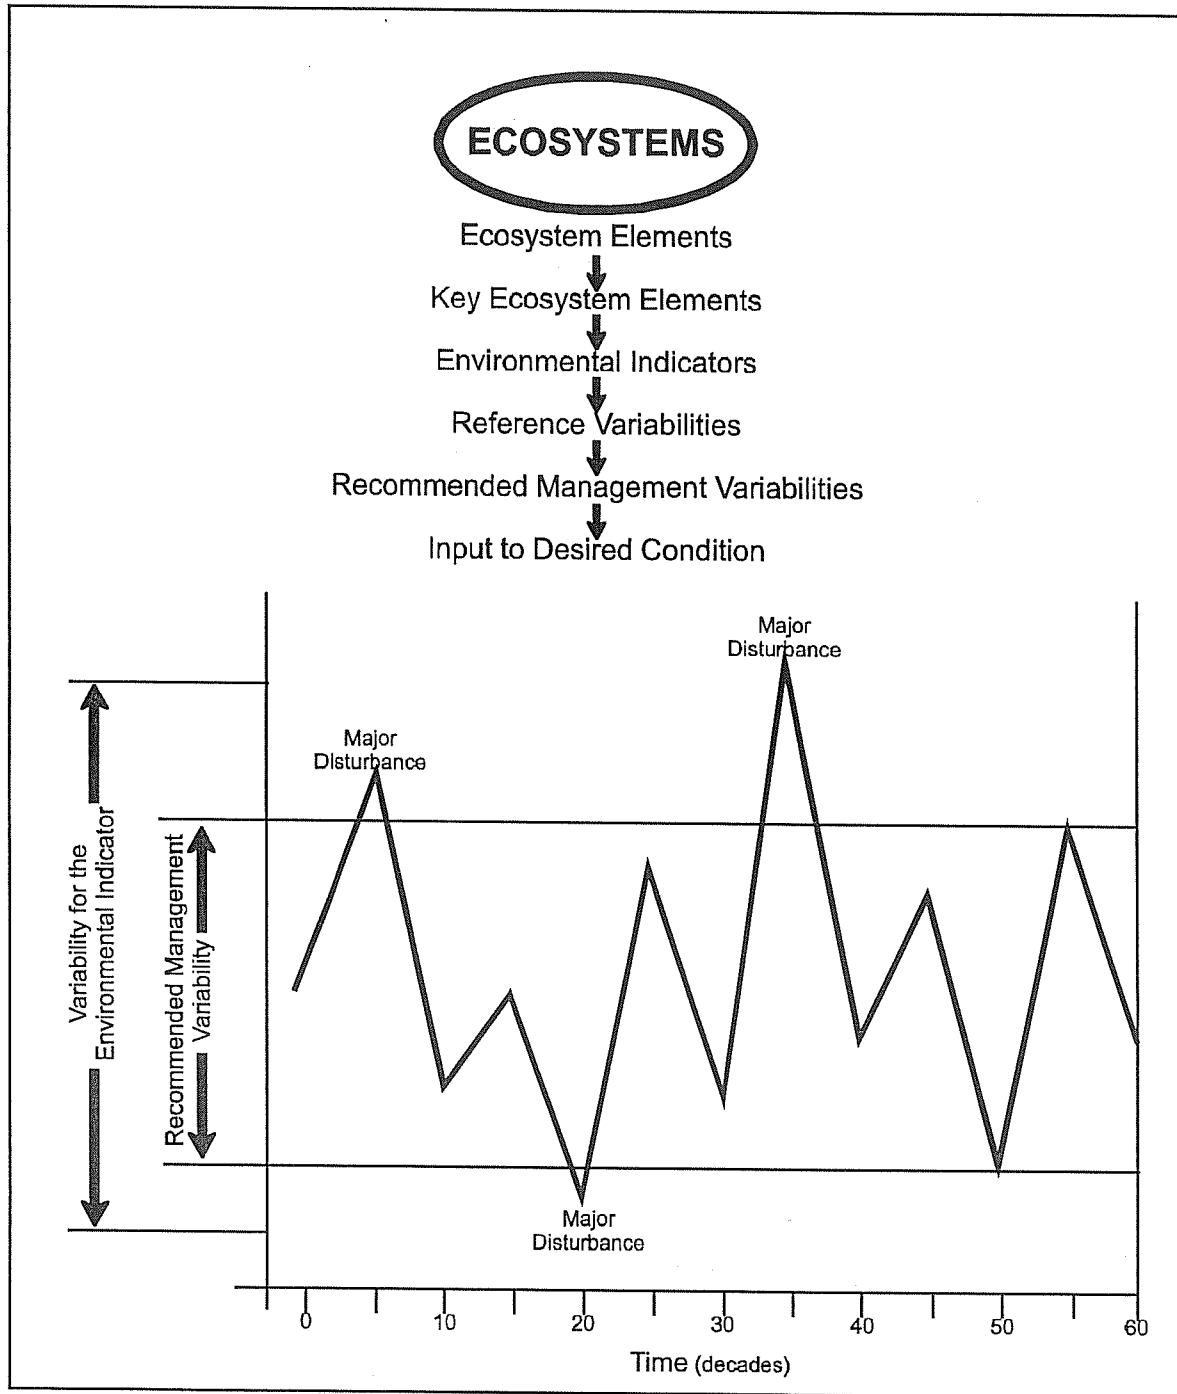 ECOSYSTEMS
Ecosystem Elements
Key Ecosystem Elements
Environmental Indicators
Reference Variabilities
Recommended Management Variabilities
Input to Desired Condition
Major
Disturbance
Major
Disturbance
Variability for the
Environmental Indicator
Recommended Management
Variability
Major
Disturbance
0
10
20
30
40
50
60
Time (decades)